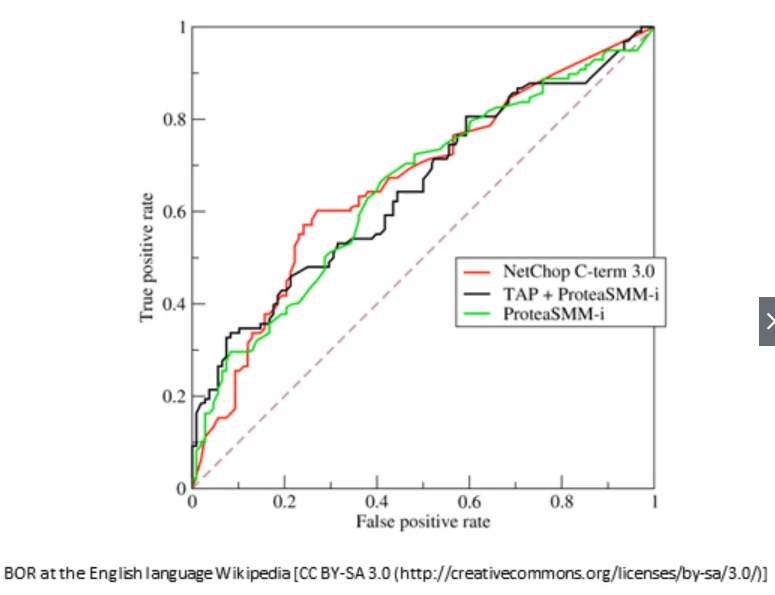 1
0.8
0.6
0.4
0.2
0
True positive rate
NetChop C-term 3.0
TAP + ProteaSMM-i
ProteaSMM-i
0 0.2 0.4 0.6 0.8 1
False positive rate
BOR at the English language Wikipedia [CC BY-SA 3.0 (http://creativecommons.org/licenses/by-sa/3.0/)]